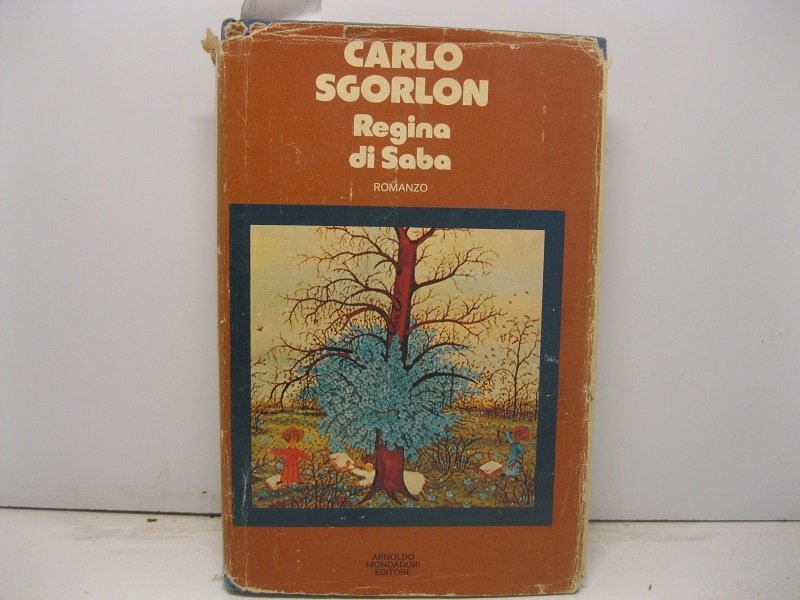 CARLO
SGORLON
Regina
di Saba
ROMANZO
ARNOLDO
MONDADORI
EDITORE